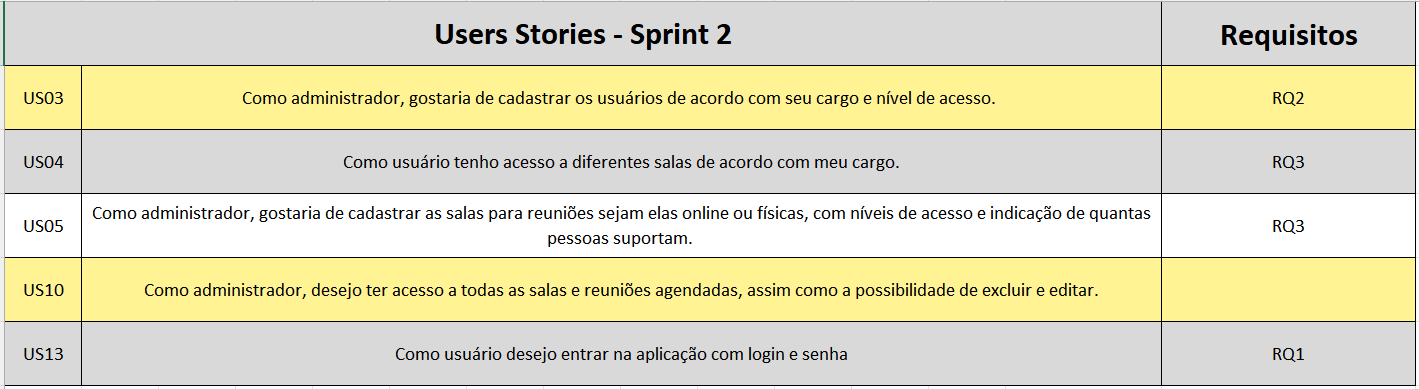 Users Stories - Sprint 2 Requisitos
US03 Como administrador, gostaria de cadastrar os usuários de acordo com seu cargo e nível de acesso. RQ2
US04 Como usuário tenho acesso a diferentes salas de acordo com meu cargo. RQ3
US05 Como administrador, gostaria de cadastrar as salas para reuniões sejam elas online ou físicas, com níveis de acesso e indicação de quantas
pessoas suportam. RQ3
US10 Como administrador, desejo ter acesso a todas as salas e reuniões agendadas, assim como a possibilidade de excluir e editar.
US13 Como usuário desejo entrar na aplicação com login e senha RQ1